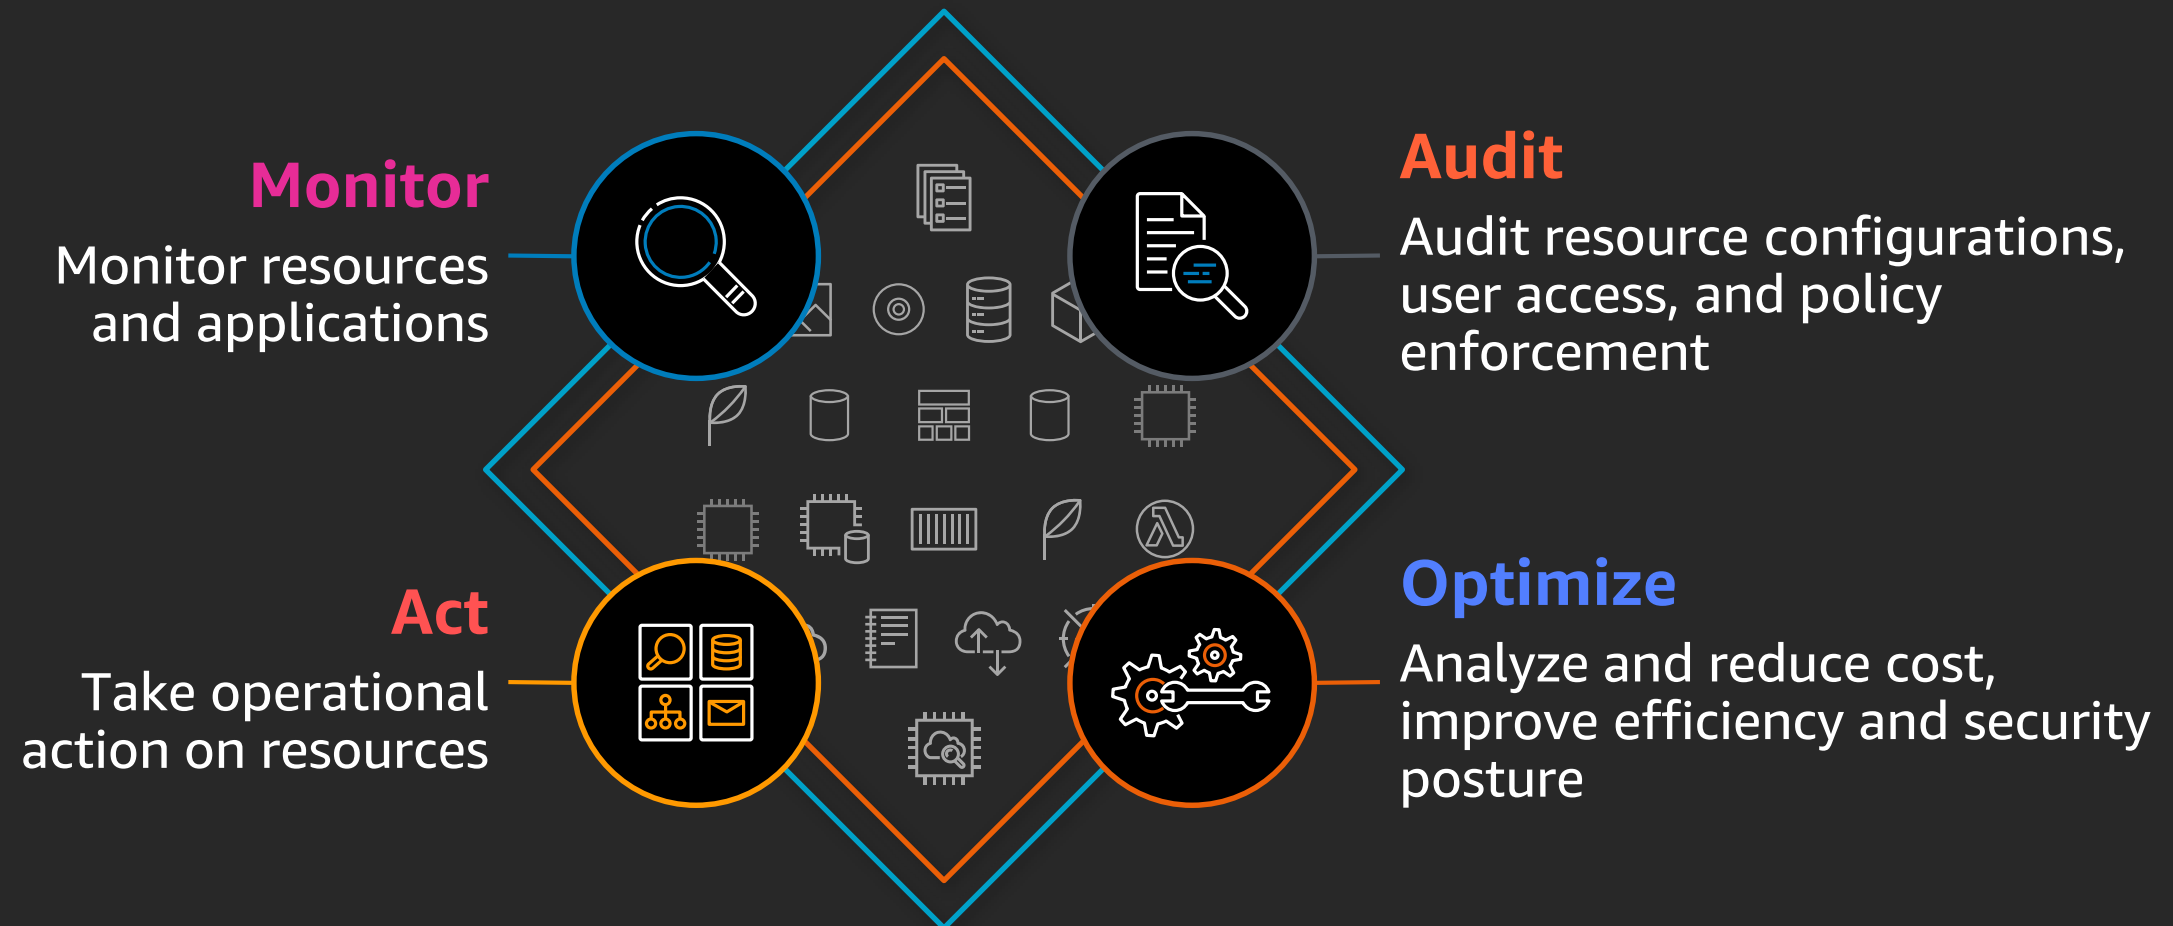 Monitor
Monitor resources
and applications
Audit
Audit resource configurations,
user access, and policy
enforcement
Act
Take operational
action on resources
Optimize
Analyze and reduce cost,
improve efficiency and security
posture